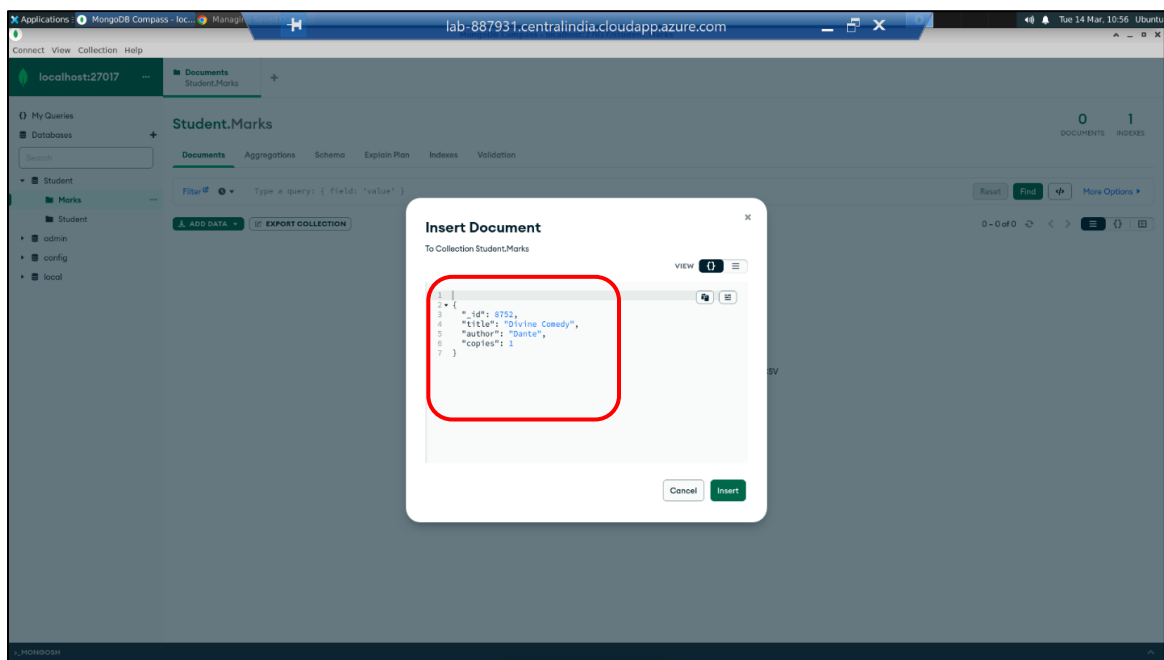 Applications
MongoDB Compass - loc...
Managin
lab-887931.centralindia.cloudapp.azure.com
Tue 14 Mar, 10:56 Ubuntu
Connect View Collection Help
localhost:27017 ...
Documents
Student.Marks
+
{} My Queries
Databases +
Search
Student
Marks ...
Student
admin
config
local
Student.Marks
0
DOCUMENTS
1
INDEXES
Documents Aggregations Schema Explain Plan Indexes Validation
Filter Type a query: { field: 'value' }
Reset Find </> More Options
ADD DATA EXPORT COLLECTION
0 - 0 of 0 < > {}
Insert Document
To Collection Student.Marks
VIEW {}
1
2 {
3 "_id": 8752,
4 "title": "Divine Comedy",
5 "author": "Dante",
6 "copies": 1
7 }
SV
Cancel Insert
>_MONGOSH